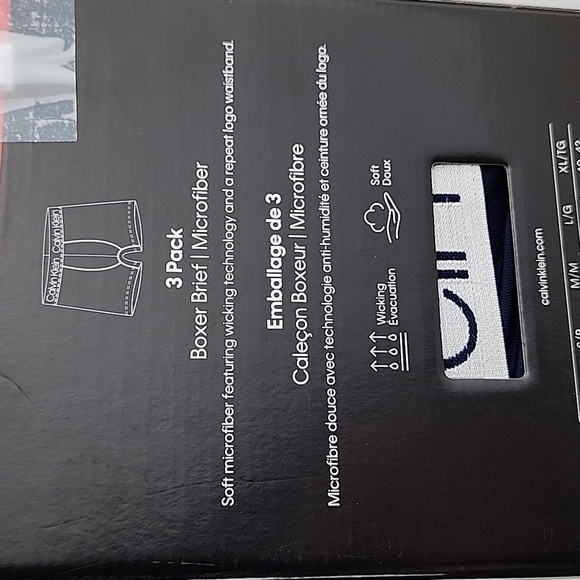 Calvin Klein Calvin Klein
3 Pack
Boxer Brief | Microfiber
Soft microfiber featuring wicking technology and a repeat logo waistband.
Emballage de 3
Caleçon Boxeur | Microfibre
Microfibre douce avec technologie anti-humidité et ceinture ornée du logo.
Wicking
Évacuation
Soft
Doux
calvinklein.com
M/M L/G XL/TG